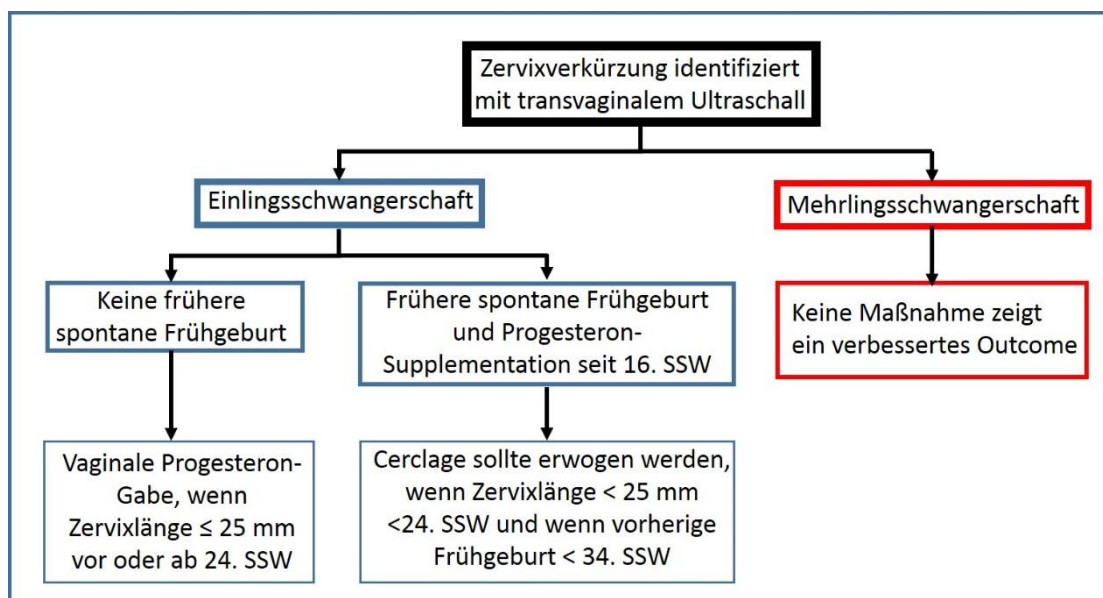 Zervixverkürzung identifiziert
mit transvaginalem Ultraschall
Einlingsschwangerschaft
Mehrlingsschwangerschaft
Keine frühere
spontane Frühgeburt
Frühere spontane Frühgeburt
und Progesteron-
Supplementation seit 16. SSW
Keine Maßnahme zeigt
ein verbessertes Outcome
Vaginale Progesteron-
Gabe, wenn
Zervixlänge ≤ 25 mm
vor oder ab 24. SSW
Cerclage sollte erwogen werden,
wenn Zervixlänge < 25 mm
<24. SSW und wenn vorherige
Frühgeburt < 34. SSW